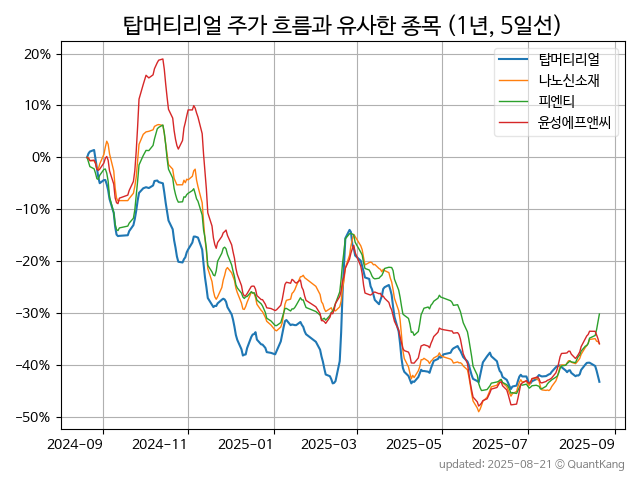 탑머티리얼 주가 흐름과 유사한 종목 (1년, 5일선)
탑머티리얼
나노신소재
피엔티
윤성에프앤씨
20%
10%
0%
−10%
−20%
−30%
−40%
−50%
2024-09 2024-11 2025-01 2025-03 2025-05 2025-07 2025-09
updated: 2025-08-21 © QuantKang